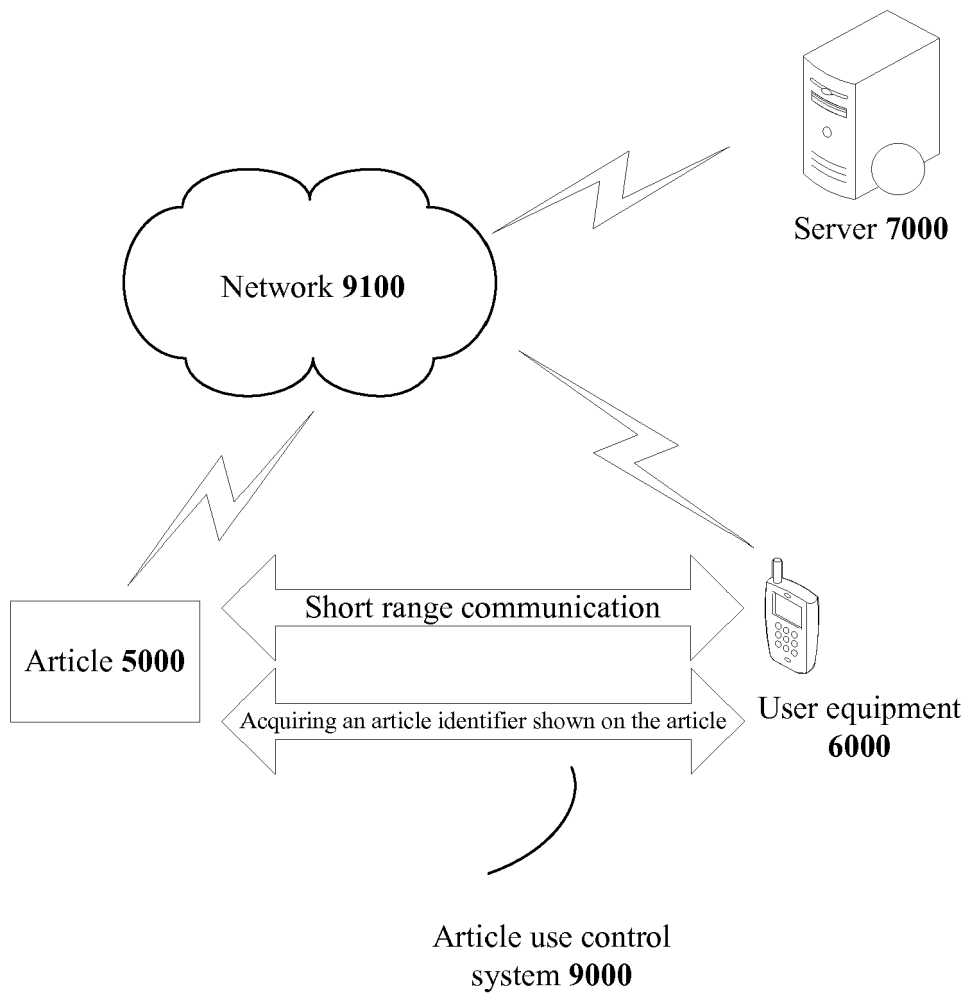 Server 7000
Network 9100
Short range communication
Article 5000
Acquiring an article identifier shown on the article
User equipment
6000
Article use control
system 9000